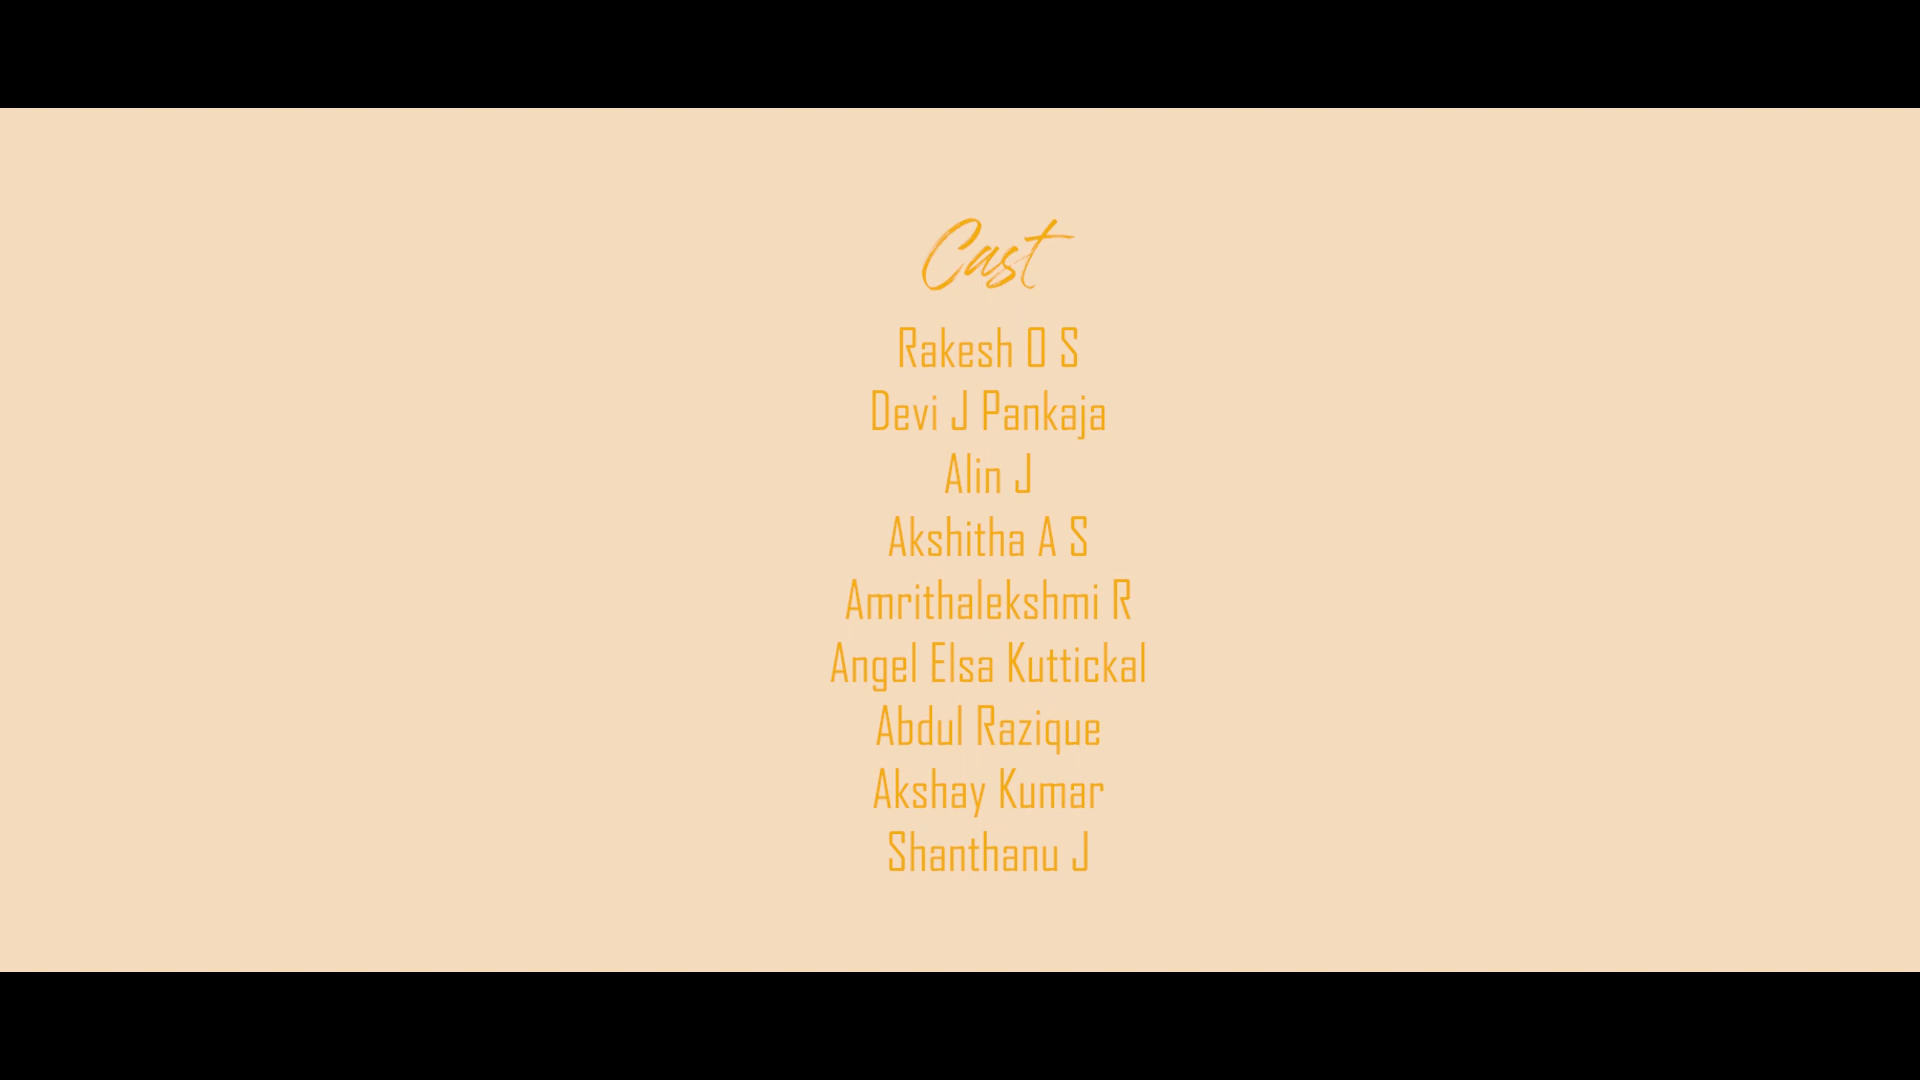 Cast
Rakesh O S
Devi J Pankaja
Alin J
Akshitha A S
Amrithalekshmi R
Angel Elsa Kuttickal
Abdul Razique
Akshay Kumar
Shanthanu J